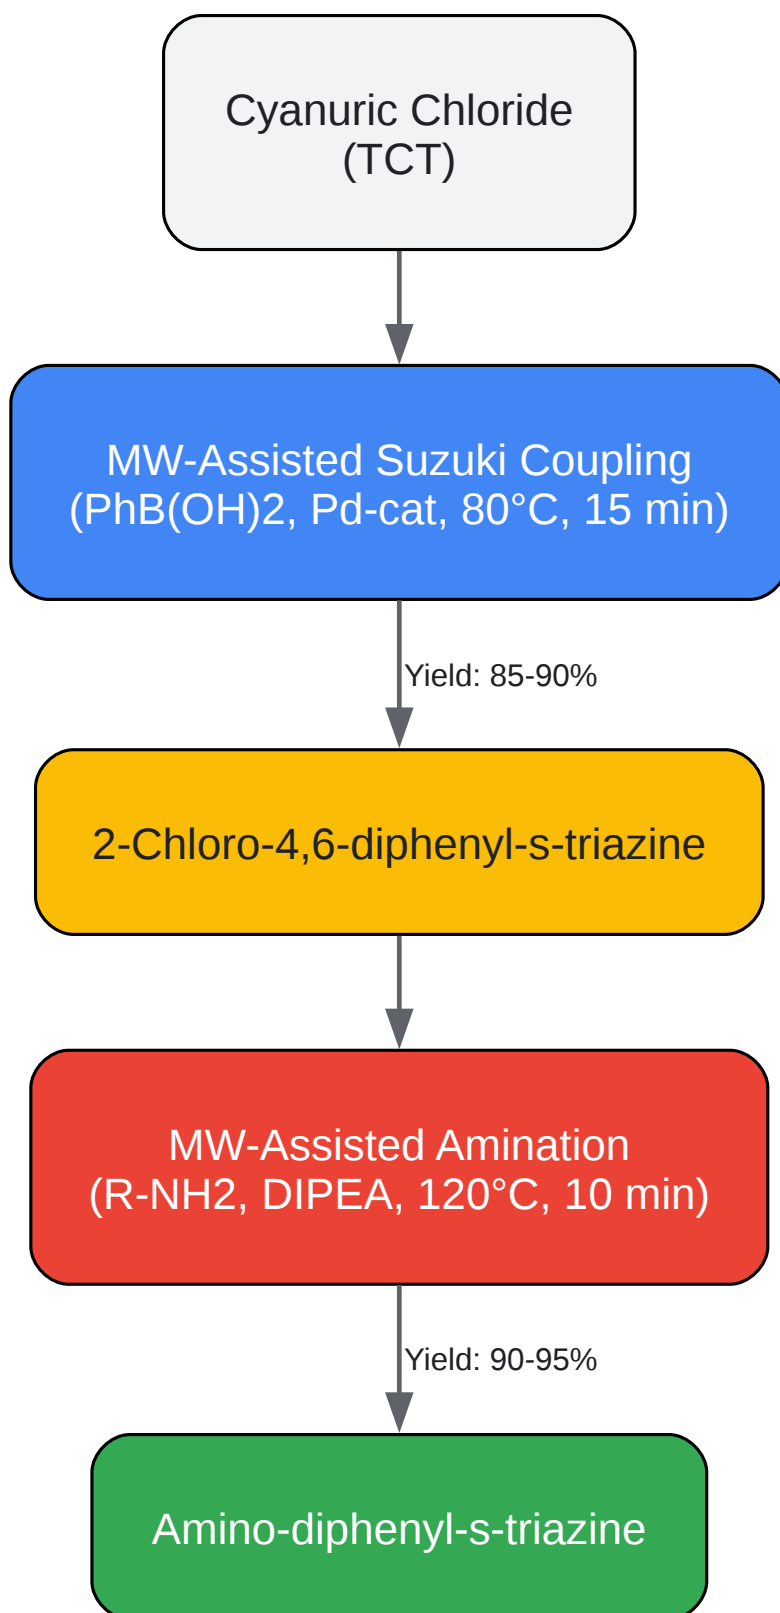 Cyanuric Chloride
(TCT)
MW-Assisted Suzuki Coupling
(PhB(OH)2, Pd-cat, 80°C, 15 min)
Yield: 85-90%
2-Chloro-4,6-diphenyl-s-triazine
MW-Assisted Amination
(R-NH2, DIPEA, 120°C, 10 min)
Yield: 90-95%
Amino-diphenyl-s-triazine